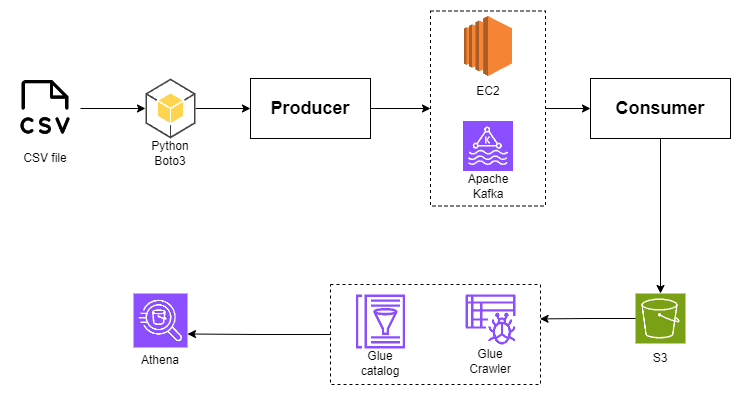 CSV
CSV file
Python
Boto3
Producer
EC2
K
Apache
Kafka
Consumer
Athena
Glue
catalog
Glue
Crawler
S3